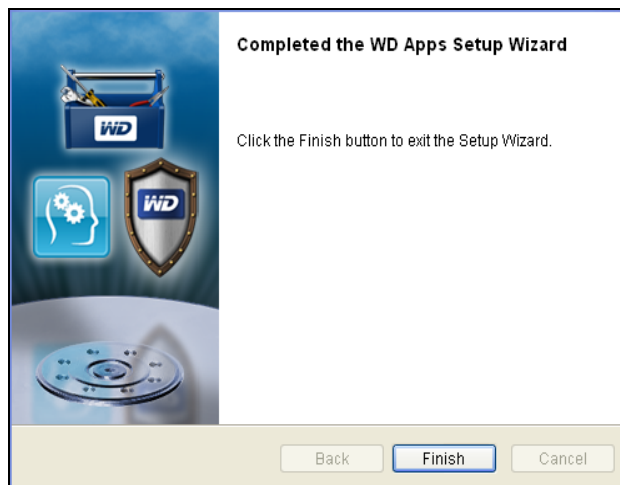 Completed the WD Apps Setup Wizard
Click the Finish button to exit the Setup Wizard.
WD
WD
Back
Finish
Cancel